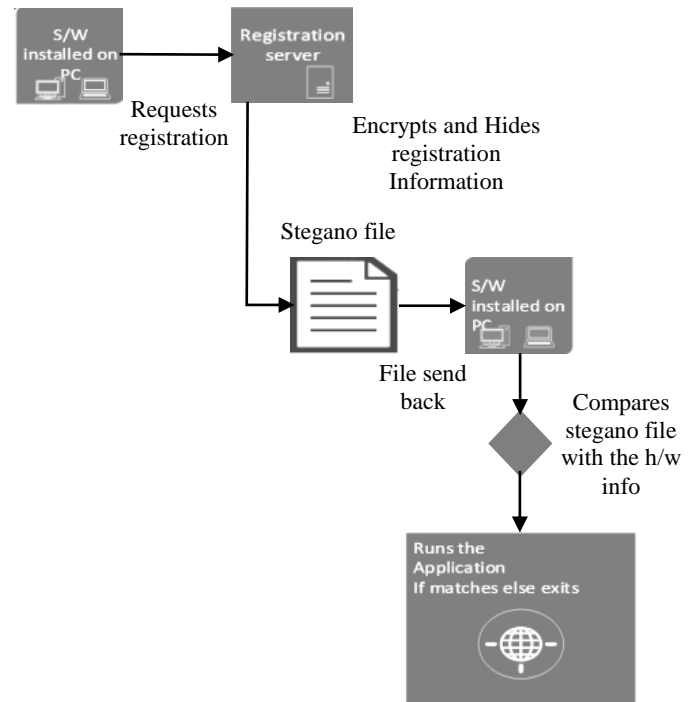 S/W
installed on
PC
Registration
server
Requests
registration
Encrypts and Hides
registration
Information
Stegano file
S/W
installed on
PC
File send
back
Compares
stegano file
with the h/w
info
Runs the
Application
If matches else exits